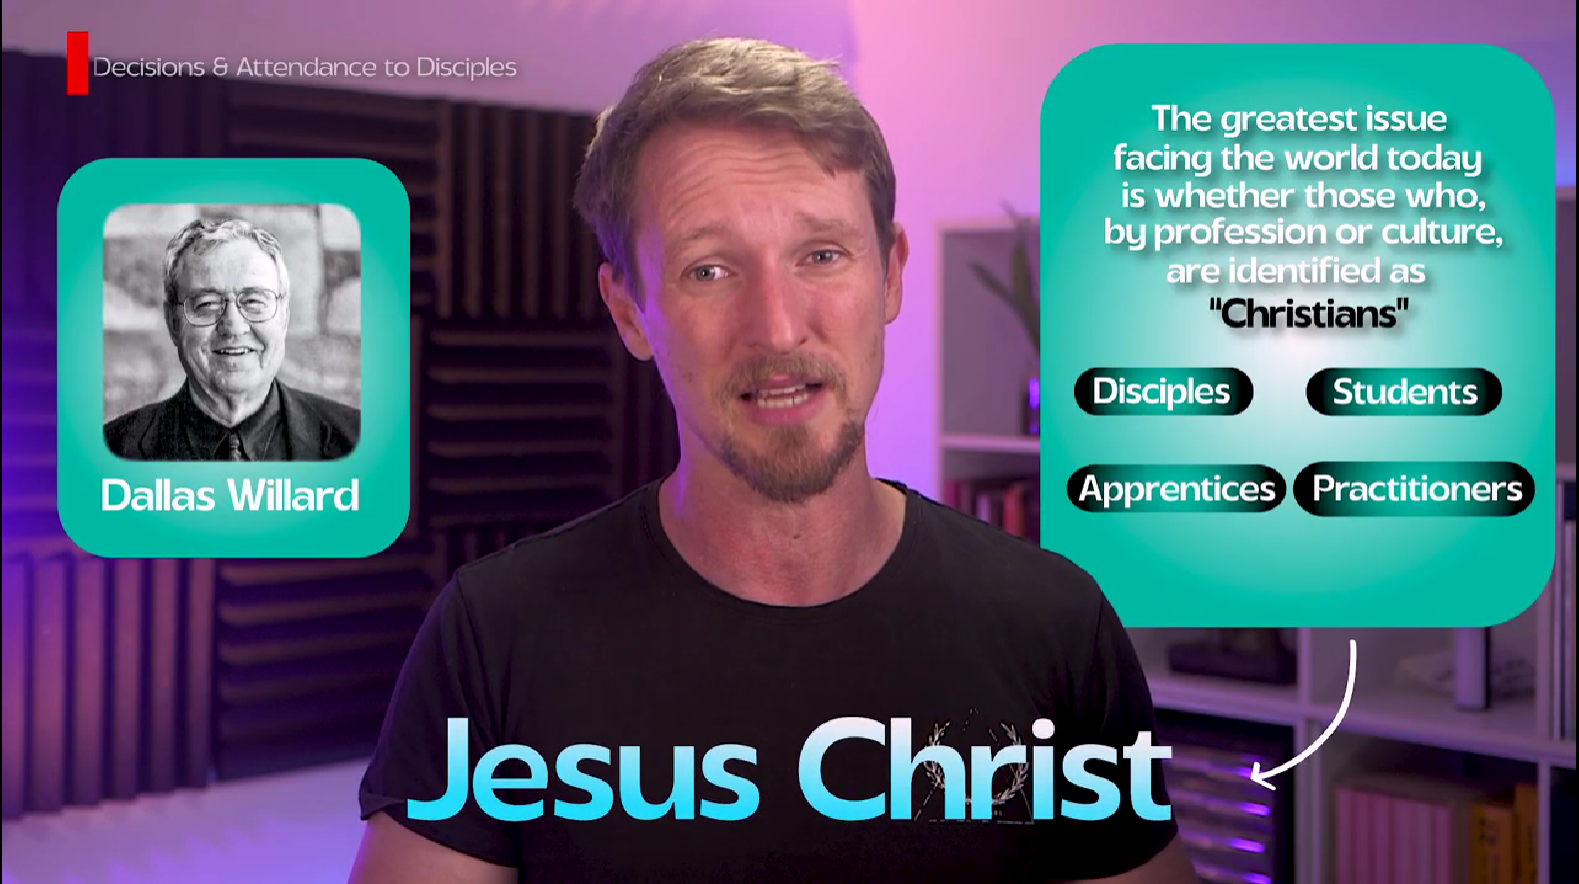 Decisions & Attendance to Disciples
Dallas Willard
The greatest issue
facing the world today
is whether those who,
by profession or culture,
are identified as
"Christians"
Disciples
Students
Apprentices
Practitioners
Jesus Christ